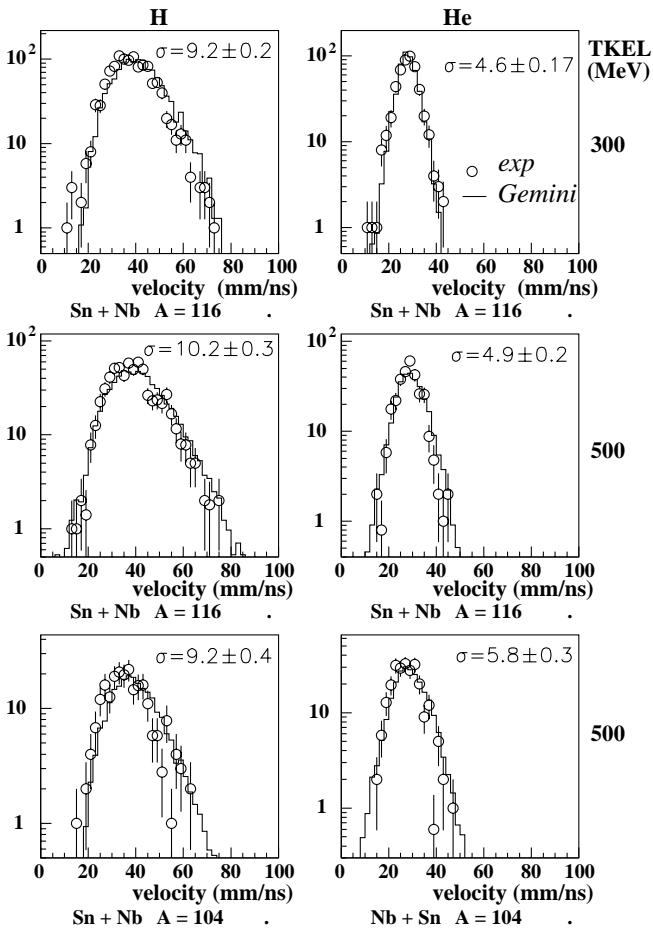 H He
TKEL
(MeV)
10² σ=9.2±0.2 10² σ=4.6±0.17
10 10
○ exp 300
— Gemini
1 1
0 20 40 60 80 100 0 20 40 60 80 100
velocity (mm/ns) velocity (mm/ns)
Sn + Nb A = 116 . Sn + Nb A = 116 .
10² σ=10.2±0.3 10² σ=4.9±0.2
10 10 500
1 1
0 20 40 60 80 100 0 20 40 60 80 100
velocity (mm/ns) velocity (mm/ns)
Sn + Nb A = 116 . Sn + Nb A = 116 .
σ=9.2±0.4 σ=5.8±0.3
10 10 500
1 1
0 20 40 60 80 100 0 20 40 60 80 100
velocity (mm/ns) velocity (mm/ns)
Sn + Nb A = 104 . Nb + Sn A = 104 .